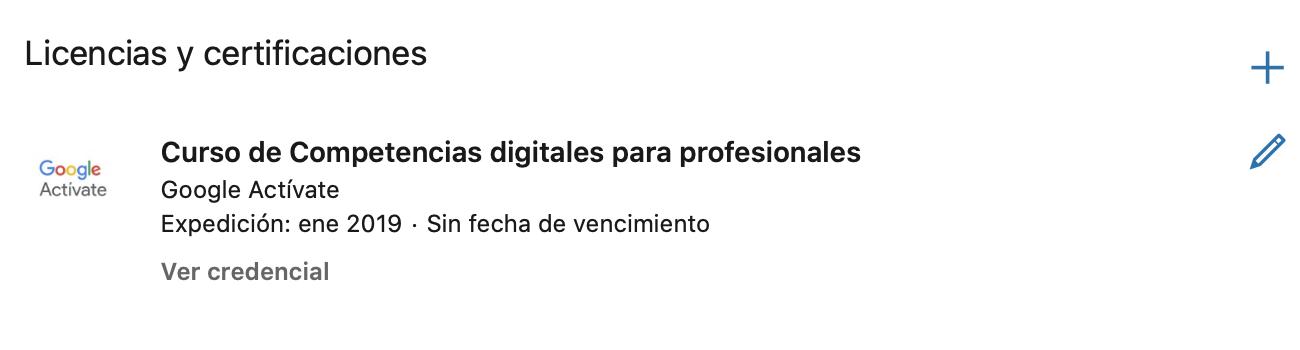 Licencias y certificaciones
Google
Actívate
Curso de Competencias digitales para profesionales
Google Actívate
Expedición: ene 2019 · Sin fecha de vencimiento
Ver credencial